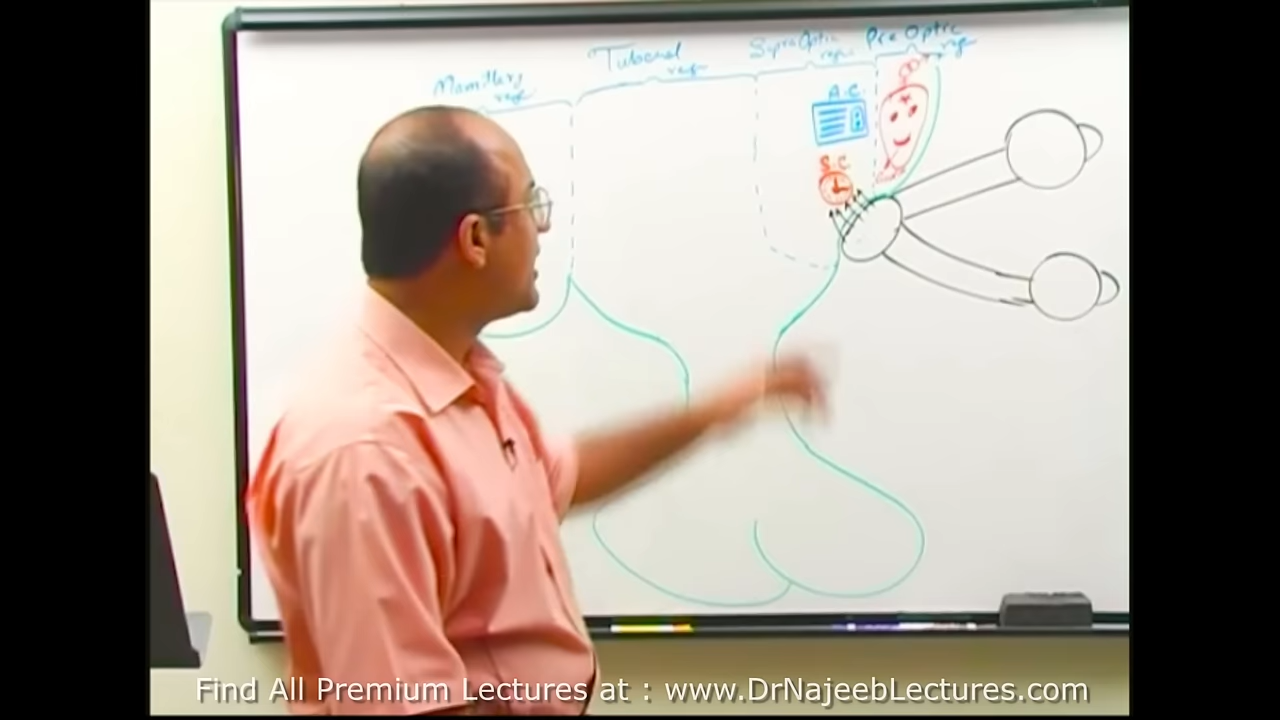 Mamillary
reg
Tuberal
reg
SupraOptic
reg
Pre Optic
reg
A.C
S.C
Find All Premium Lectures at : www.DrNajeebLectures.com